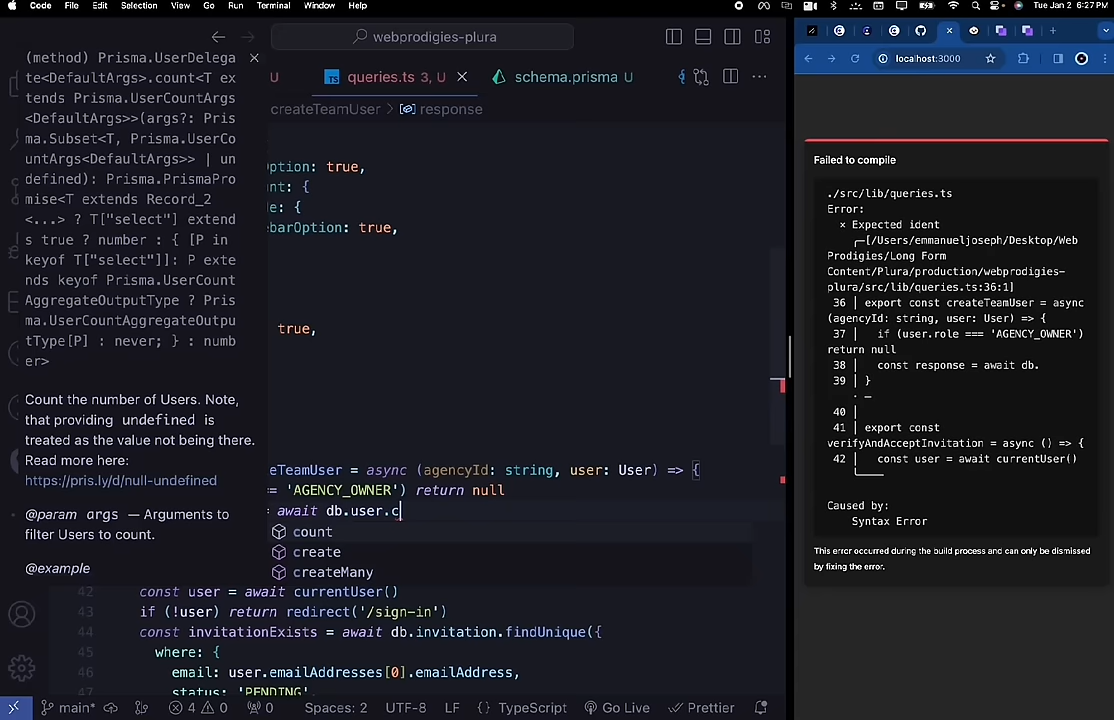 Code File Edit Selection View Go Run Terminal Window Help
Tue Jan 2 6:27 PM
webprodigies-plura
U
queries.ts 3, U
schema.prisma U
createTeamUser > response
(method) Prisma.UserDelega
te<DefaultArgs>.count<T ex
tends Prisma.UserCountArgs
<DefaultArgs>>(args?: Pris
ma.Subset<T, Prisma.UserCo
untArgs<DefaultArgs>> | un
defined): Prisma.PrismaPro
mise<T extends Record_2
<...> ? T["select"] extend
s true ? number : { [P in
keyof T["select"]]: P exte
nds keyof Prisma.UserCount
AggregateOutputType ? Pris
ma.UserCountAggregateOutpu
tType[P] : never; } : numb
er>
Count the number of Users. Note,
that providing undefined is
treated as the value not being there.
Read more here:
https://pris.ly/d/null-undefined
@param args — Arguments to
filter Users to count.
@example
ption: true,
nt: {
e: {
barOption: true,
true,
eTeamUser = async (agencyId: string, user: User) => {
= 'AGENCY_OWNER') return null
= await db.user.c
count
create
createMany
42 const user = await currentUser()
43 if (!user) return redirect('/sign-in')
44 const invitationExists = await db.invitation.findUnique({
45 where: {
46 email: user.emailAddresses[0].emailAddress,
47 status: 'PENDING',
main* 4 0 0 Spaces: 2 UTF-8 LF {} TypeScript Go Live Prettier
localhost:3000
Failed to compile
./src/lib/queries.ts
Error:
× Expected ident
╭─[/Users/emmanueljoseph/Desktop/Web
Prodigies/Long Form
Content/Plura/production/webprodigies-
plura/src/lib/queries.ts:36:1]
36 │ export const createTeamUser = async
(agencyId: string, user: User) => {
37 │ if (user.role === 'AGENCY_OWNER')
return null
38 │ const response = await db.
39 │ }
· ─
40 │
41 │ export const
verifyAndAcceptInvitation = async () => {
42 │ const user = await currentUser()
╰────
Caused by:
Syntax Error
This error occurred during the build process and can only be dismissed
by fixing the error.